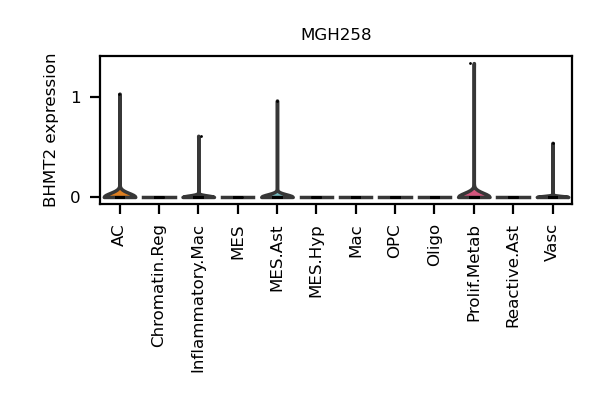 MGH258
BHMT2 expression
1
0
AC
Chromatin.Reg
Inflammatory.Mac
MES
MES.Ast
MES.Hyp
Mac
OPC
Oligo
Prolif.Metab
Reactive.Ast
Vasc